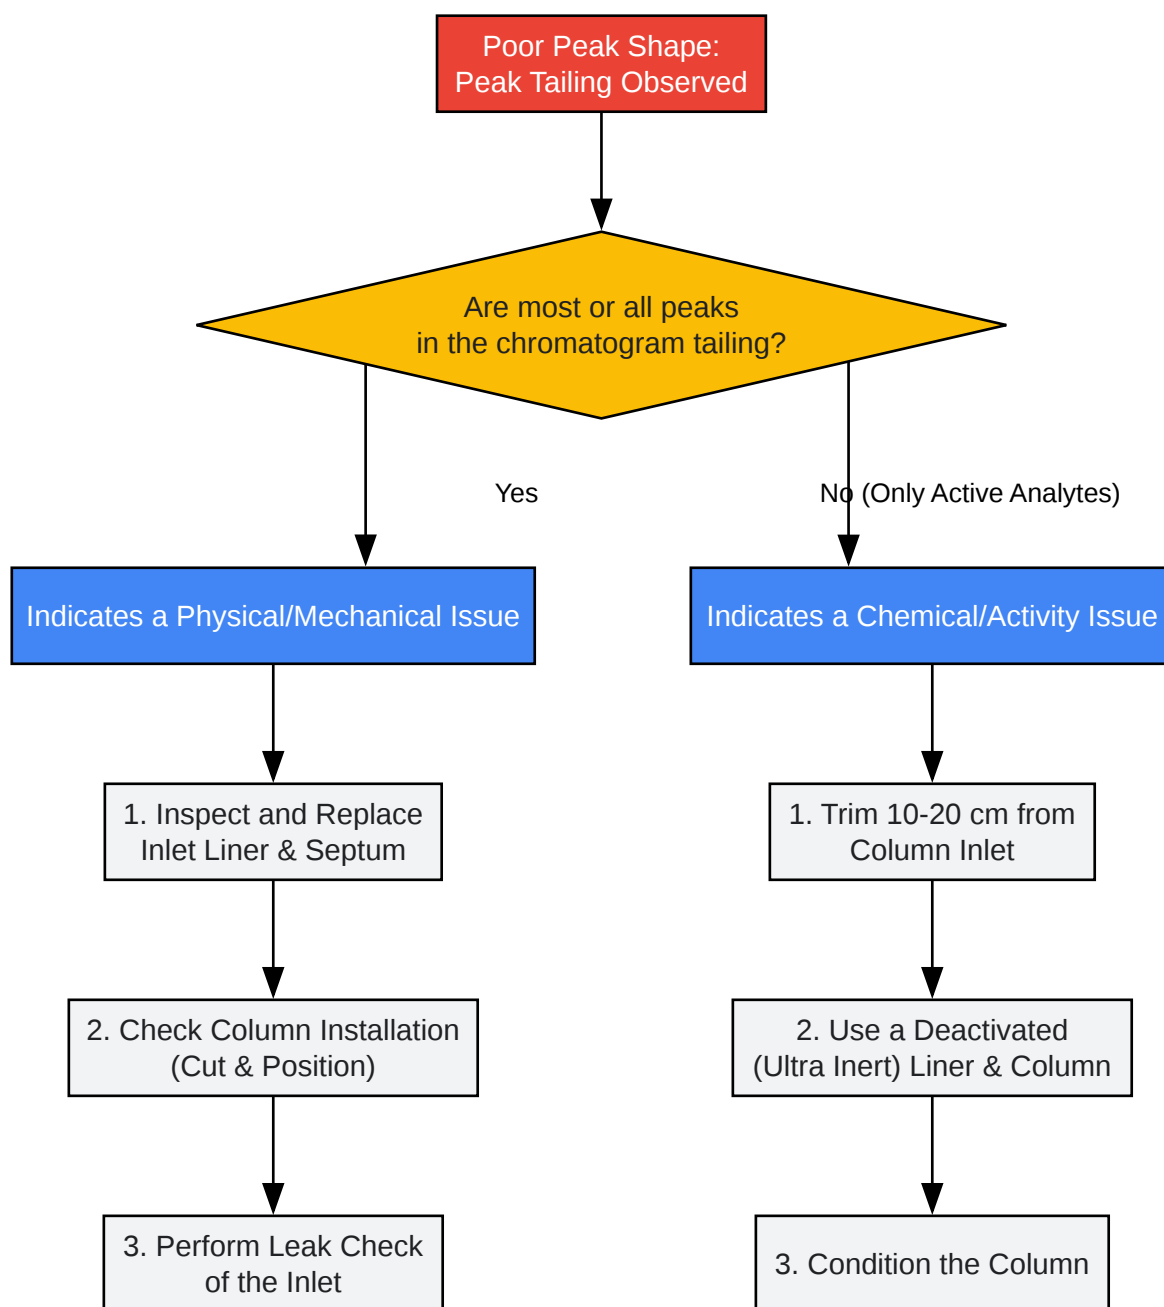 Poor Peak Shape:
Peak Tailing Observed
Are most or all peaks
in the chromatogram tailing?
Yes
No (Only Active Analytes)
Indicates a Physical/Mechanical Issue
Indicates a Chemical/Activity Issue
1. Inspect and Replace
Inlet Liner & Septum
1. Trim 10-20 cm from
Column Inlet
2. Check Column Installation
(Cut & Position)
2. Use a Deactivated
(Ultra Inert) Liner & Column
3. Perform Leak Check
of the Inlet
3. Condition the Column